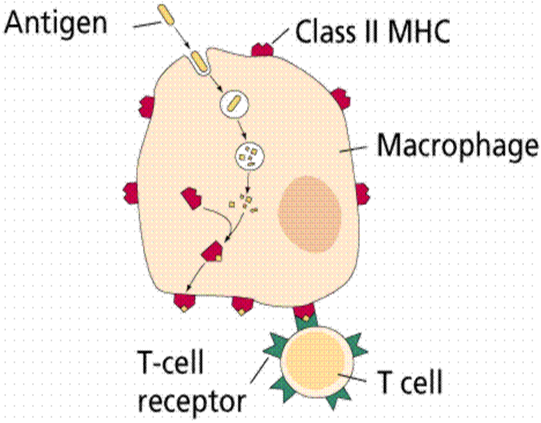 Antigen
Class II MHC
Macrophage
T-cell
receptor
T cell